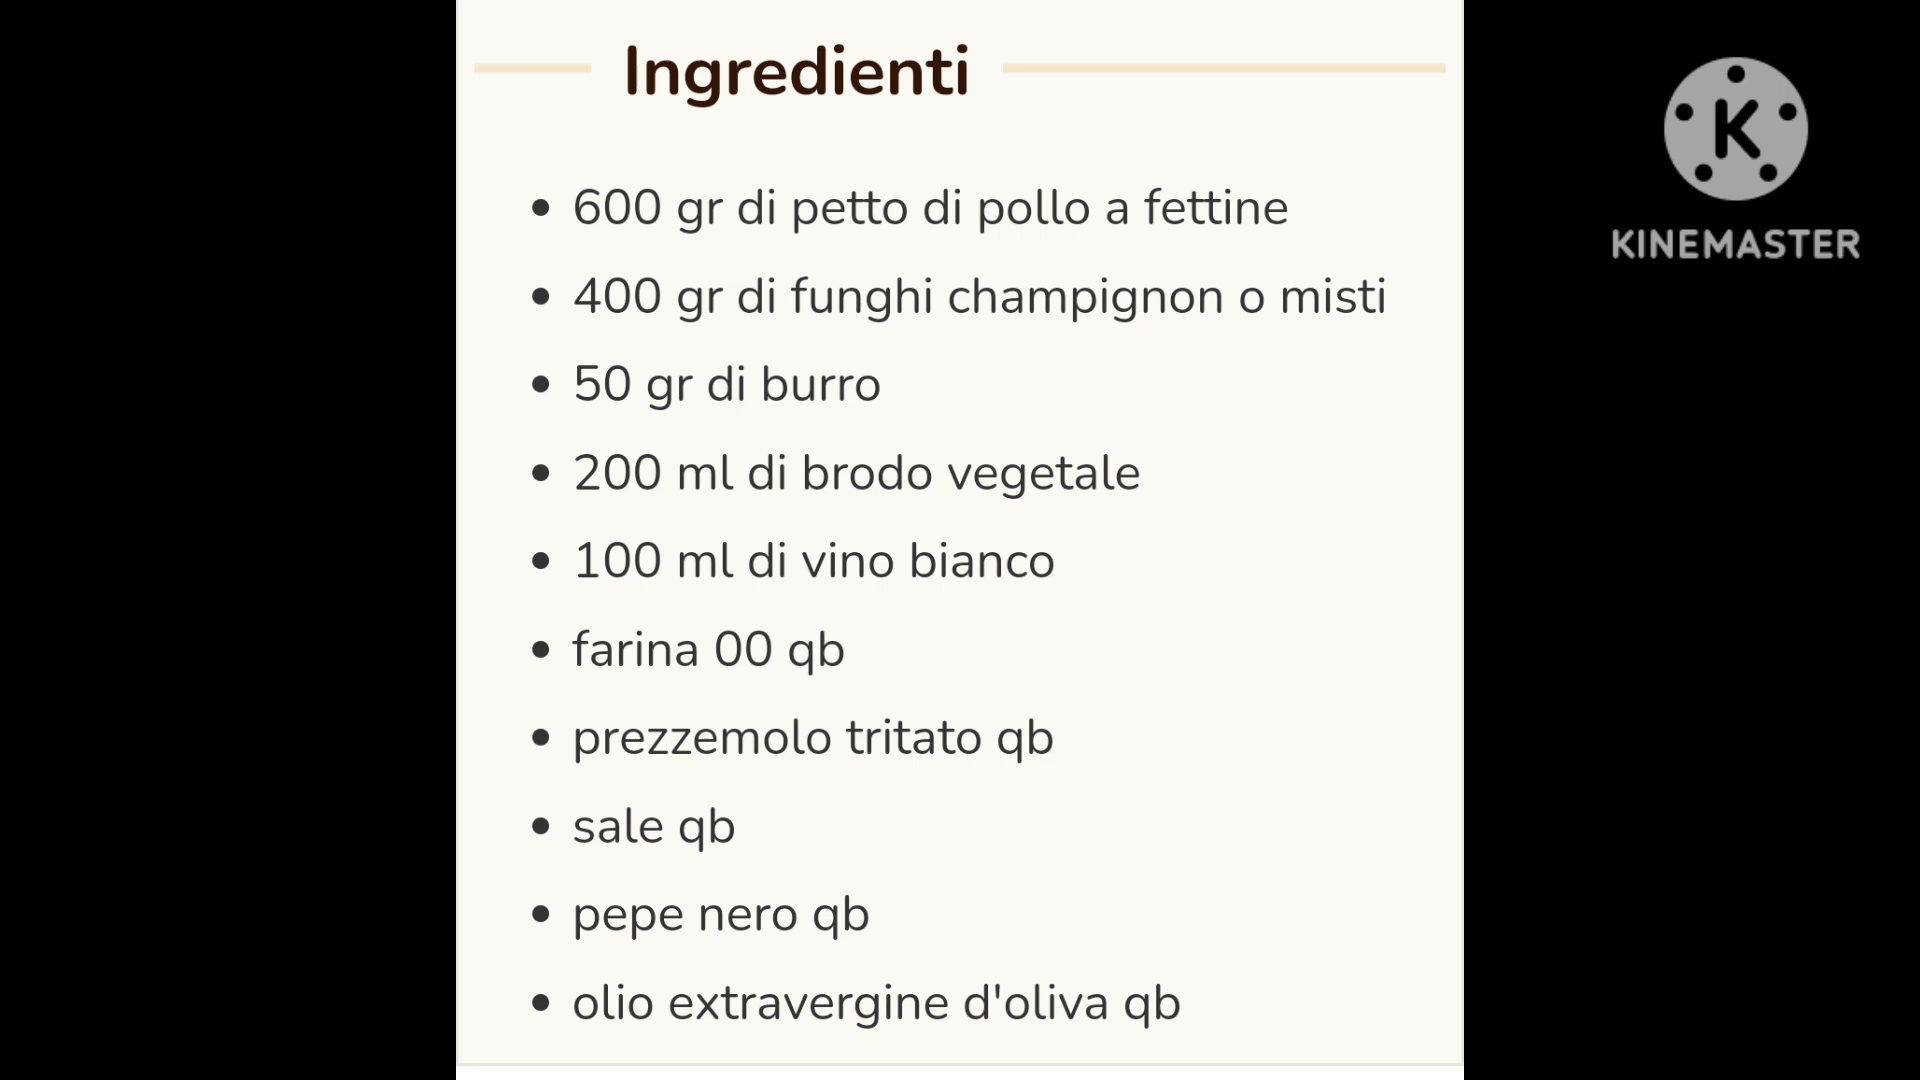 Ingredienti
• 600 gr di petto di pollo a fettine
• 400 gr di funghi champignon o misti
• 50 gr di burro
• 200 ml di brodo vegetale
• 100 ml di vino bianco
• farina 00 qb
• prezzemolo tritato qb
• sale qb
• pepe nero qb
• olio extravergine d'oliva qb
K
KINEMASTER